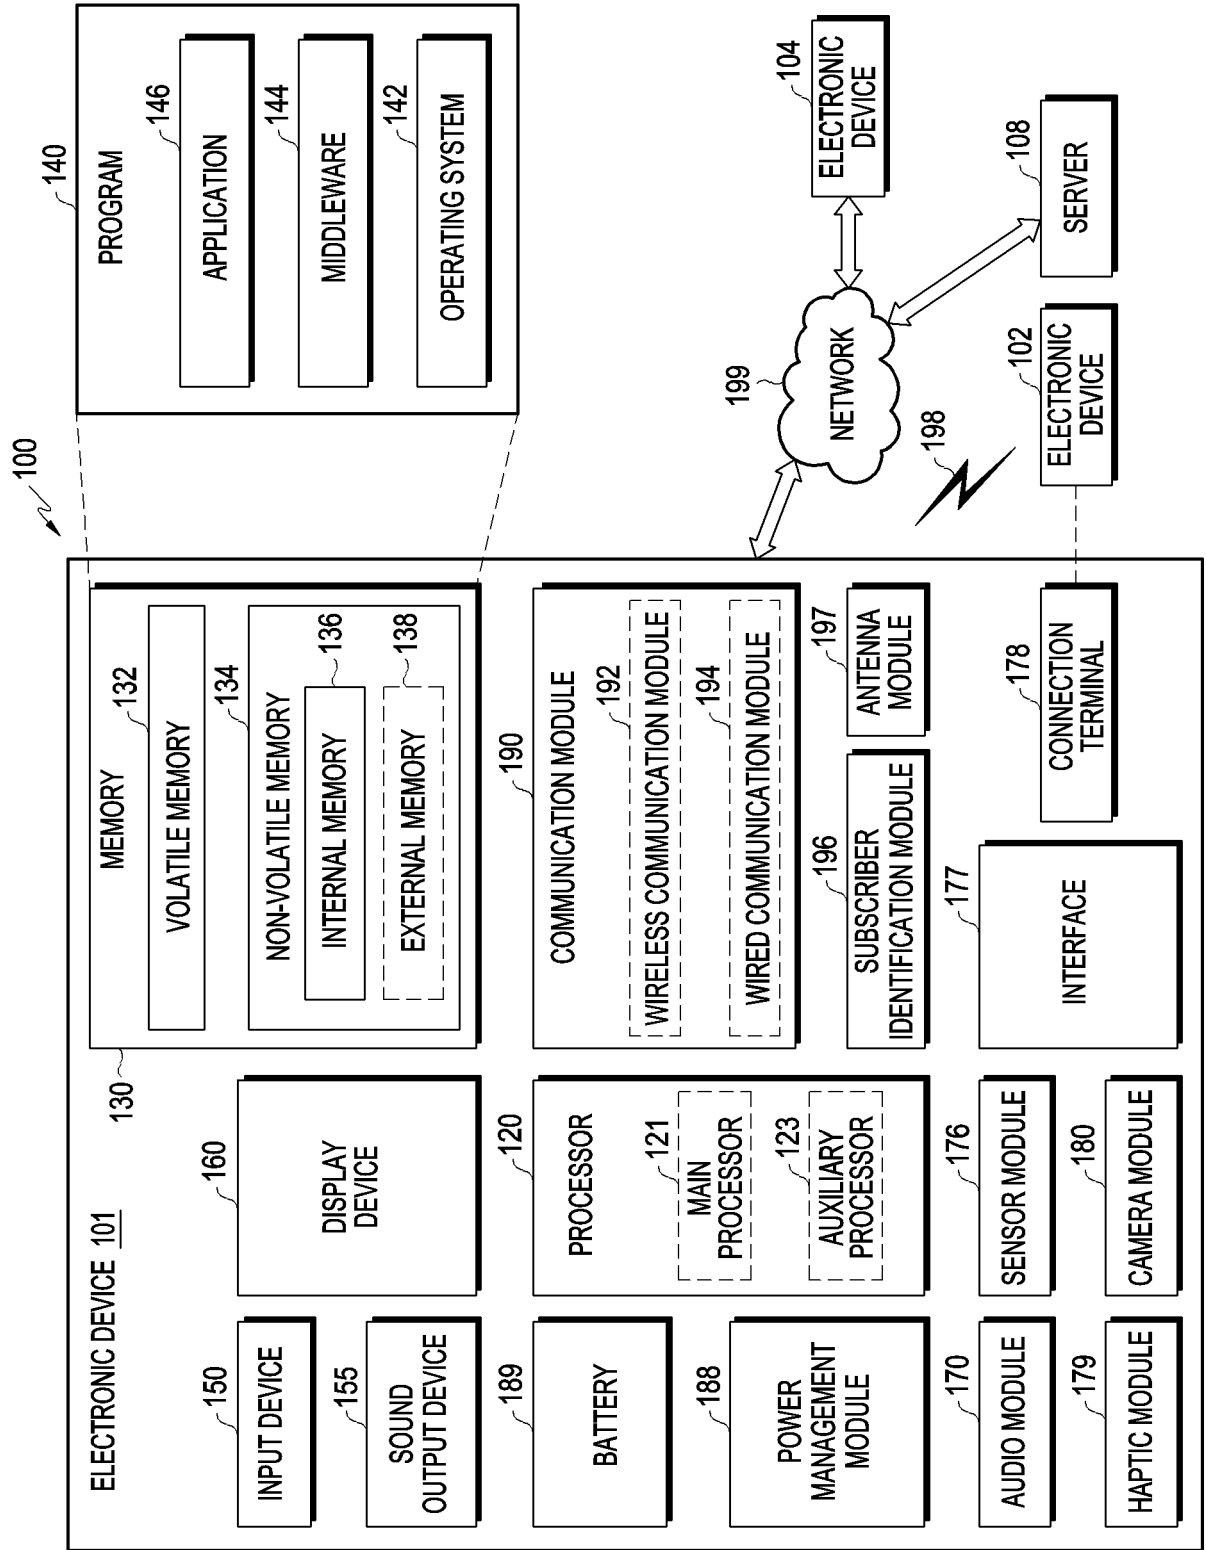 100
ELECTRONIC DEVICE 101
INPUT DEVICE
150
SOUND
OUTPUT DEVICE
155
BATTERY
189
POWER
MANAGEMENT
MODULE
188
AUDIO MODULE
170
HAPTIC MODULE
179
DISPLAY
DEVICE
160
PROCESSOR
120
MAIN
PROCESSOR
121
AUXILIARY
PROCESSOR
123
SENSOR MODULE
176
CAMERA MODULE
180
130
MEMORY
VOLATILE MEMORY
132
NON-VOLATILE MEMORY
134
INTERNAL MEMORY
136
EXTERNAL MEMORY
138
COMMUNICATION MODULE
190
WIRELESS COMMUNICATION MODULE
192
WIRED COMMUNICATION MODULE
194
SUBSCRIBER
IDENTIFICATION MODULE
196
ANTENNA
MODULE
197
INTERFACE
177
CONNECTION
TERMINAL
178
PROGRAM
140
APPLICATION
146
MIDDLEWARE
144
OPERATING SYSTEM
142
NETWORK
199
198
ELECTRONIC
DEVICE
104
SERVER
108
ELECTRONIC
DEVICE
102